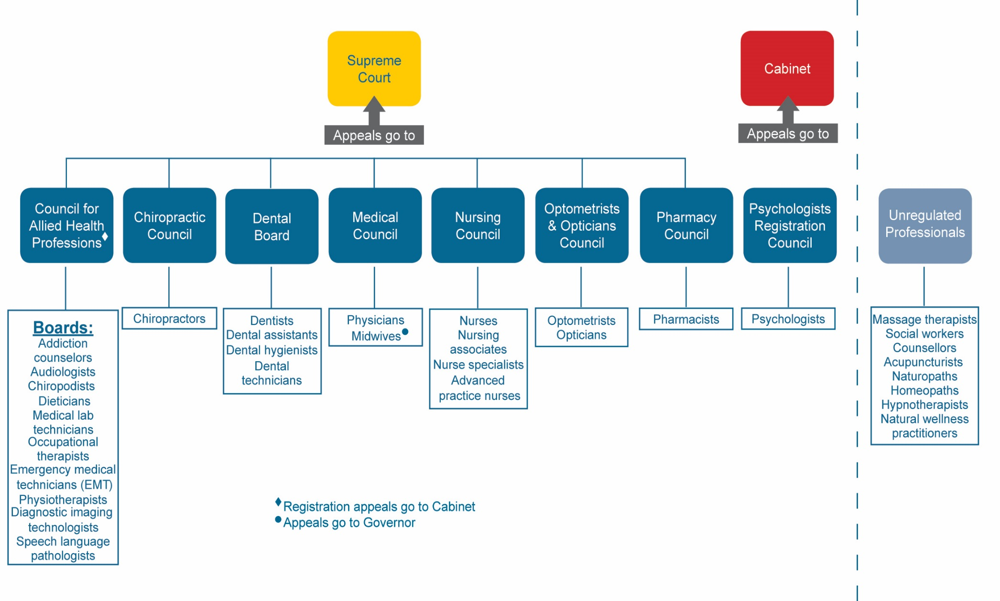 Supreme
Court
Cabinet
Appeals go to
Appeals go to
Council for
Allied Health
Professions♦
Chiropractic
Council
Dental
Board
Medical
Council
Nursing
Council
Optometrists
& Opticians
Council
Pharmacy
Council
Psychologists
Registration
Council
Unregulated
Professionals
Boards:
Addiction
counselors
Audiologists
Chiropodists
Dieticians
Medical lab
technicians
Occupational
therapists
Emergency medical
technicians (EMT)
Physiotherapists
Diagnostic imaging
technologists
Speech language
pathologists
Chiropractors
Dentists
Dental assistants
Dental hygienists
Dental
technicians
Physicians
Midwives●
Nurses
Nursing
associates
Nurse specialists
Advanced
practice nurses
Optometrists
Opticians
Pharmacists
Psychologists
Massage therapists
Social workers
Counsellors
Acupuncturists
Naturopaths
Homeopaths
Hypnotherapists
Natural wellness
practitioners
♦Registration appeals go to Cabinet
●Appeals go to Governor